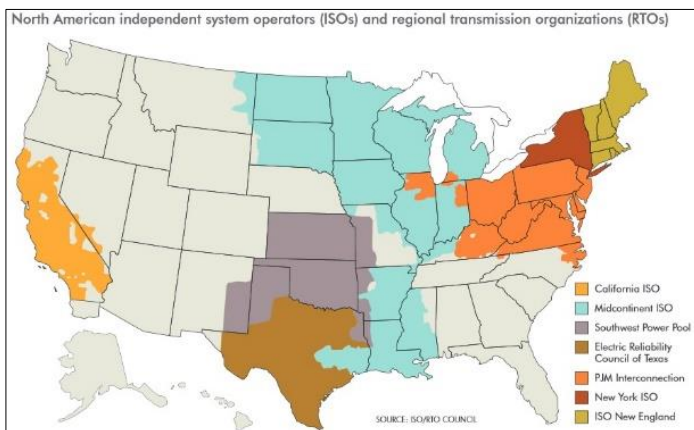 North American independent system operators (ISOs) and regional transmission organizations (RTOs)
California ISO
Midcontinent ISO
Southwest Power Pool
Electric Reliability
Council of Texas
PJM Interconnection
New York ISO
ISO New England
SOURCE: ISO/RTO COUNCIL